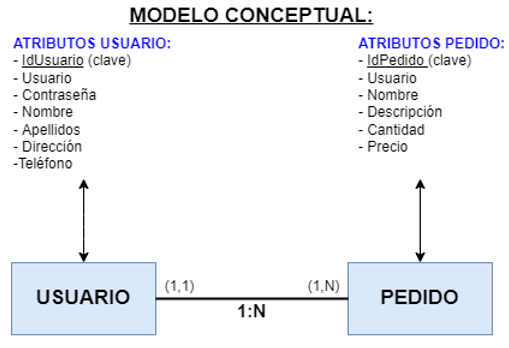 MODELO CONCEPTUAL:
ATRIBUTOS USUARIO:
- IdUsuario (clave)
- Usuario
- Contraseña
- Nombre
- Apellidos
- Dirección
-Teléfono
ATRIBUTOS PEDIDO:
- IdPedido (clave)
- Usuario
- Nombre
- Descripción
- Cantidad
- Precio
USUARIO
(1,1)
1:N
(1,N)
PEDIDO